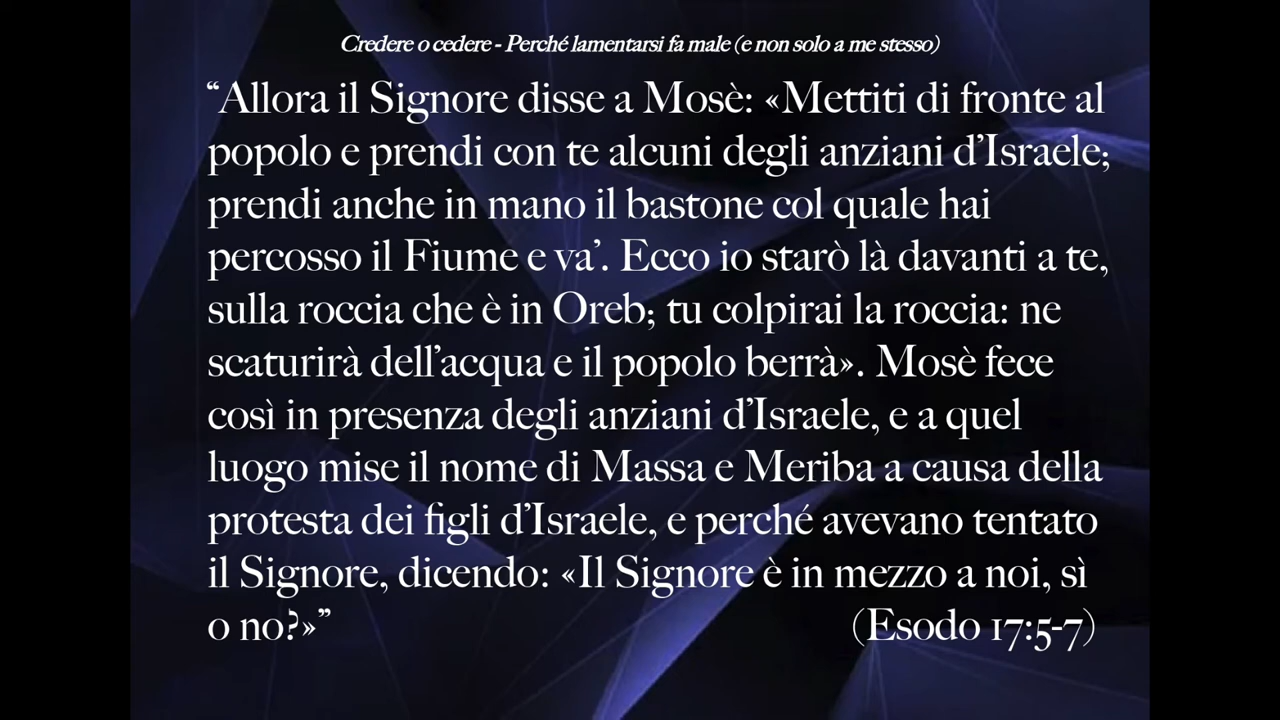 Credere o cedere - Perché lamentarsi fa male (e non solo a me stesso)
“Allora il Signore disse a Mosè: «Mettiti di fronte al
popolo e prendi con te alcuni degli anziani d’Israele;
prendi anche in mano il bastone col quale hai
percosso il Fiume e va’. Ecco io starò là davanti a te,
sulla roccia che è in Oreb; tu colpirai la roccia: ne
scaturirà dell’acqua e il popolo berrà». Mosè fece
così in presenza degli anziani d’Israele, e a quel
luogo mise il nome di Massa e Meriba a causa della
protesta dei figli d’Israele, e perché avevano tentato
il Signore, dicendo: «Il Signore è in mezzo a noi, sì
o no?»” (Esodo 17:5-7)